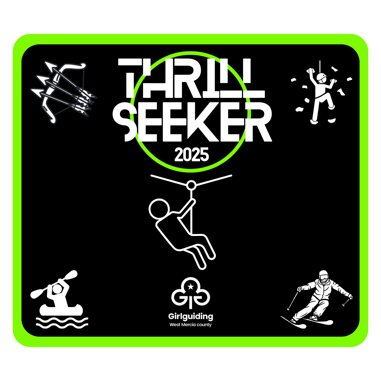 THRILL
SEEKER
2025
Girlguiding
West Mercia county